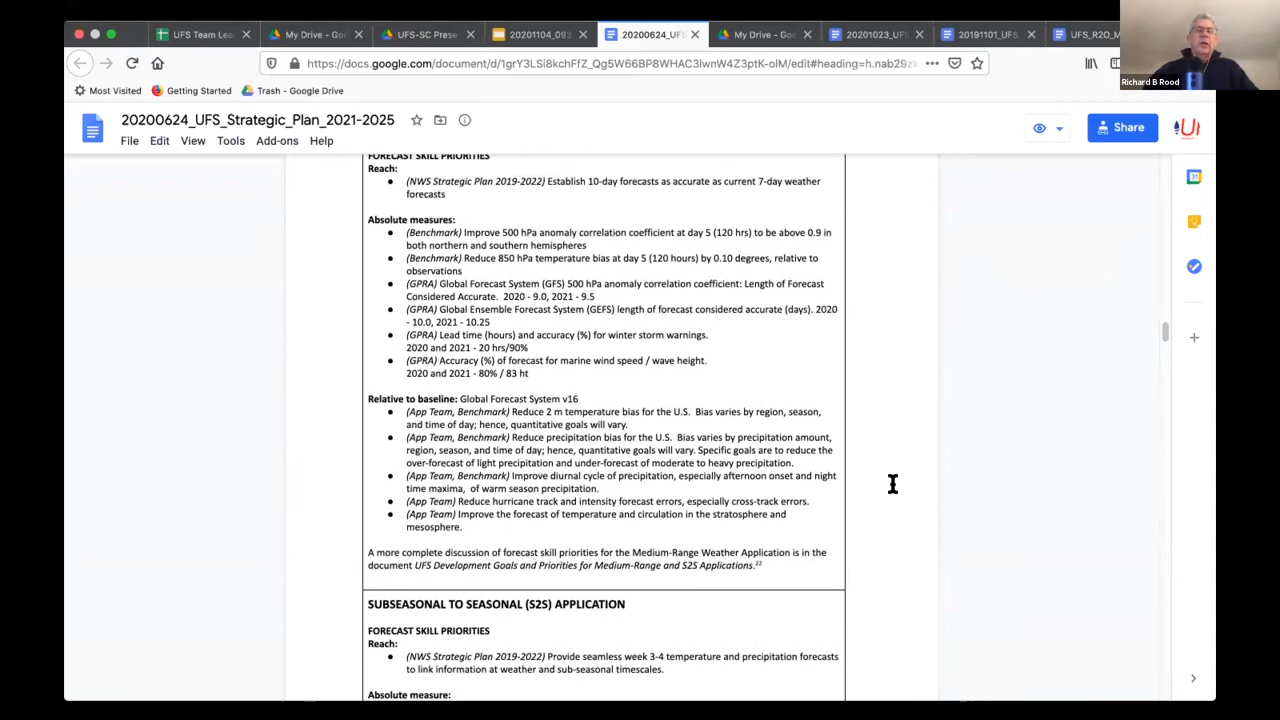 UFS Team Lea
My Drive - Goo
UFS-SC Prese
20201104_093
20200624_UFS
My Drive - Goo
20201023_UFS
20191101_UFS
UFS_R2O_M
https://docs.google.com/document/d/1grY3LSi8kchFfZ_Qg5W66BP8WHAC3lwnW4Z3ptK-olM/edit#heading=h.nab29z
Most Visited
Getting Started
Trash - Google Drive
Richard B Rood
20200624_UFS_Strategic_Plan_2021-2025
File Edit View Tools Add-ons Help
Share
FORECAST SKILL PRIORITIES
Reach:
● (NWS Strategic Plan 2019-2022) Establish 10-day forecasts as accurate as current 7-day weather
forecasts
Absolute measures:
● (Benchmark) Improve 500 hPa anomaly correlation coefficient at day 5 (120 hrs) to be above 0.9 in
both northern and southern hemispheres
● (Benchmark) Reduce 850 hPa temperature bias at day 5 (120 hours) by 0.10 degrees, relative to
observations
● (GPRA) Global Forecast System (GFS) 500 hPa anomaly correlation coefficient: Length of Forecast
Considered Accurate. 2020 - 9.0, 2021 - 9.5
● (GPRA) Global Ensemble Forecast System (GEFS) length of forecast considered accurate (days). 2020
- 10.0, 2021 - 10.25
● (GPRA) Lead time (hours) and accuracy (%) for winter storm warnings.
2020 and 2021 - 20 hrs/90%
● (GPRA) Accuracy (%) of forecast for marine wind speed / wave height.
2020 and 2021 - 80% / 83 ht
Relative to baseline: Global Forecast System v16
● (App Team, Benchmark) Reduce 2 m temperature bias for the U.S. Bias varies by region, season,
and time of day; hence, quantitative goals will vary.
● (App Team, Benchmark) Reduce precipitation bias for the U.S. Bias varies by precipitation amount,
region, season, and time of day; hence, quantitative goals will vary. Specific goals are to reduce the
over-forecast of light precipitation and under-forecast of moderate to heavy precipitation.
● (App Team, Benchmark) Improve diurnal cycle of precipitation, especially afternoon onset and night
time maxima, of warm season precipitation.
● (App Team) Reduce hurricane track and intensity forecast errors, especially cross-track errors.
● (App Team) Improve the forecast of temperature and circulation in the stratosphere and
mesosphere.
A more complete discussion of forecast skill priorities for the Medium-Range Weather Application is in the
document UFS Development Goals and Priorities for Medium-Range and S2S Applications.22
SUBSEASONAL TO SEASONAL (S2S) APPLICATION
FORECAST SKILL PRIORITIES
Reach:
● (NWS Strategic Plan 2019-2022) Provide seamless week 3-4 temperature and precipitation forecasts
to link information at weather and sub-seasonal timescales.
Absolute measure: